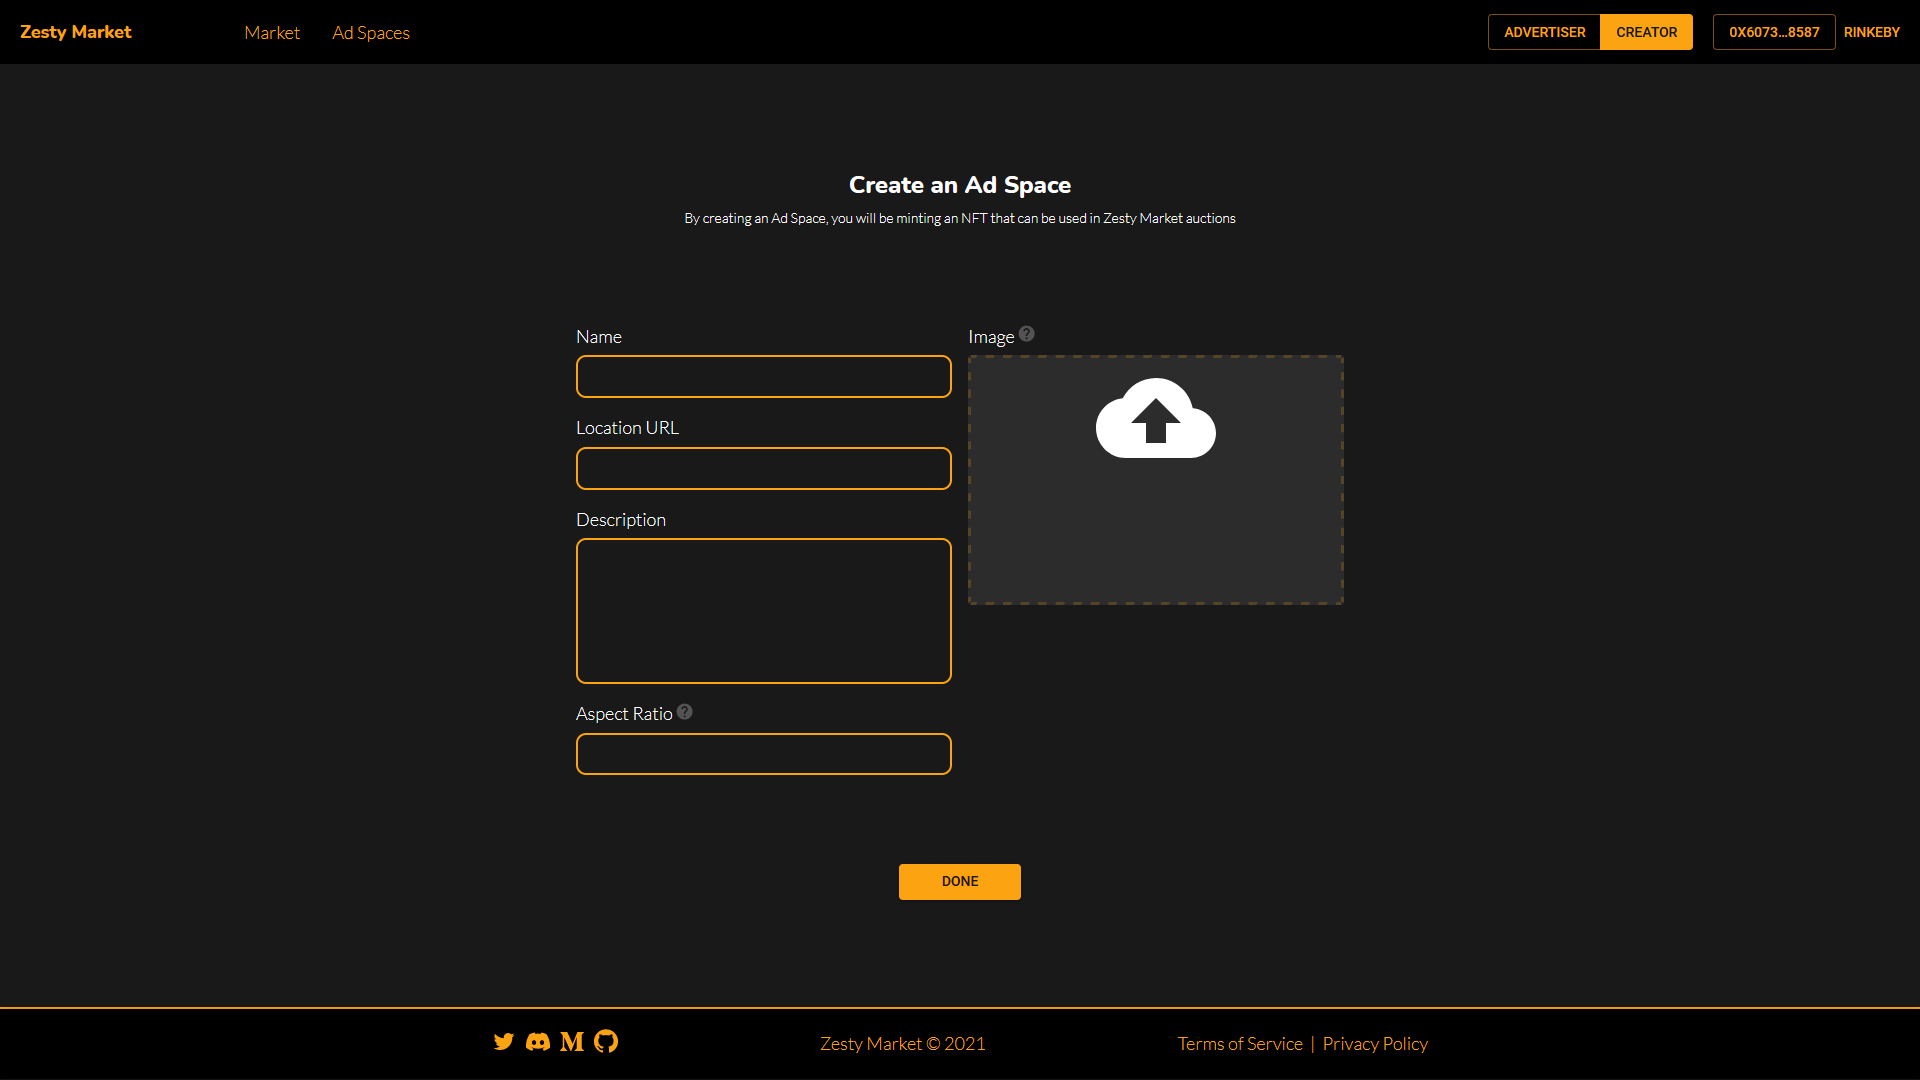 Zesty Market
Market
Ad Spaces
ADVERTISER
CREATOR
0X6073...8587
RINKEBY
Create an Ad Space
By creating an Ad Space, you will be minting an NFT that can be used in Zesty Market auctions
Name
Image
Location URL
Description
Aspect Ratio
DONE
Zesty Market © 2021
Terms of Service | Privacy Policy